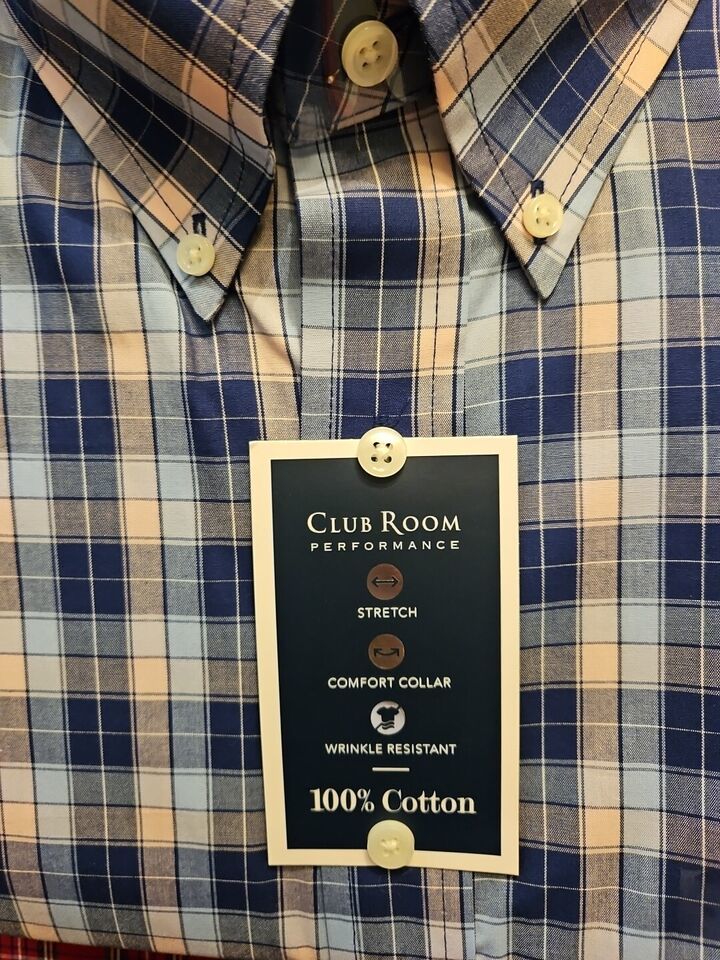 CLUB ROOM
PERFORMANCE
STRETCH
COMFORT COLLAR
WRINKLE RESISTANT
100% Cotton